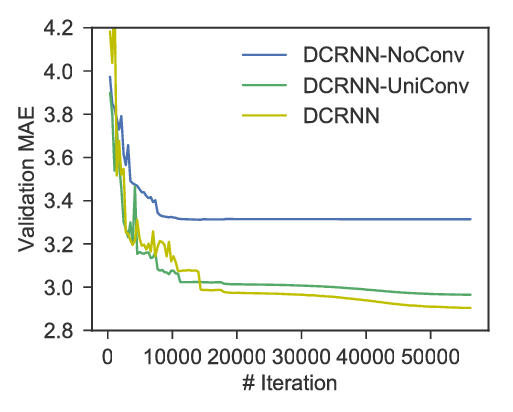 4.2
4.0
3.8
3.6
3.4
3.2
3.0
2.8
Validation MAE
DCRNN-NoConv
DCRNN-UniConv
DCRNN
0 10000 20000 30000 40000 50000
# Iteration